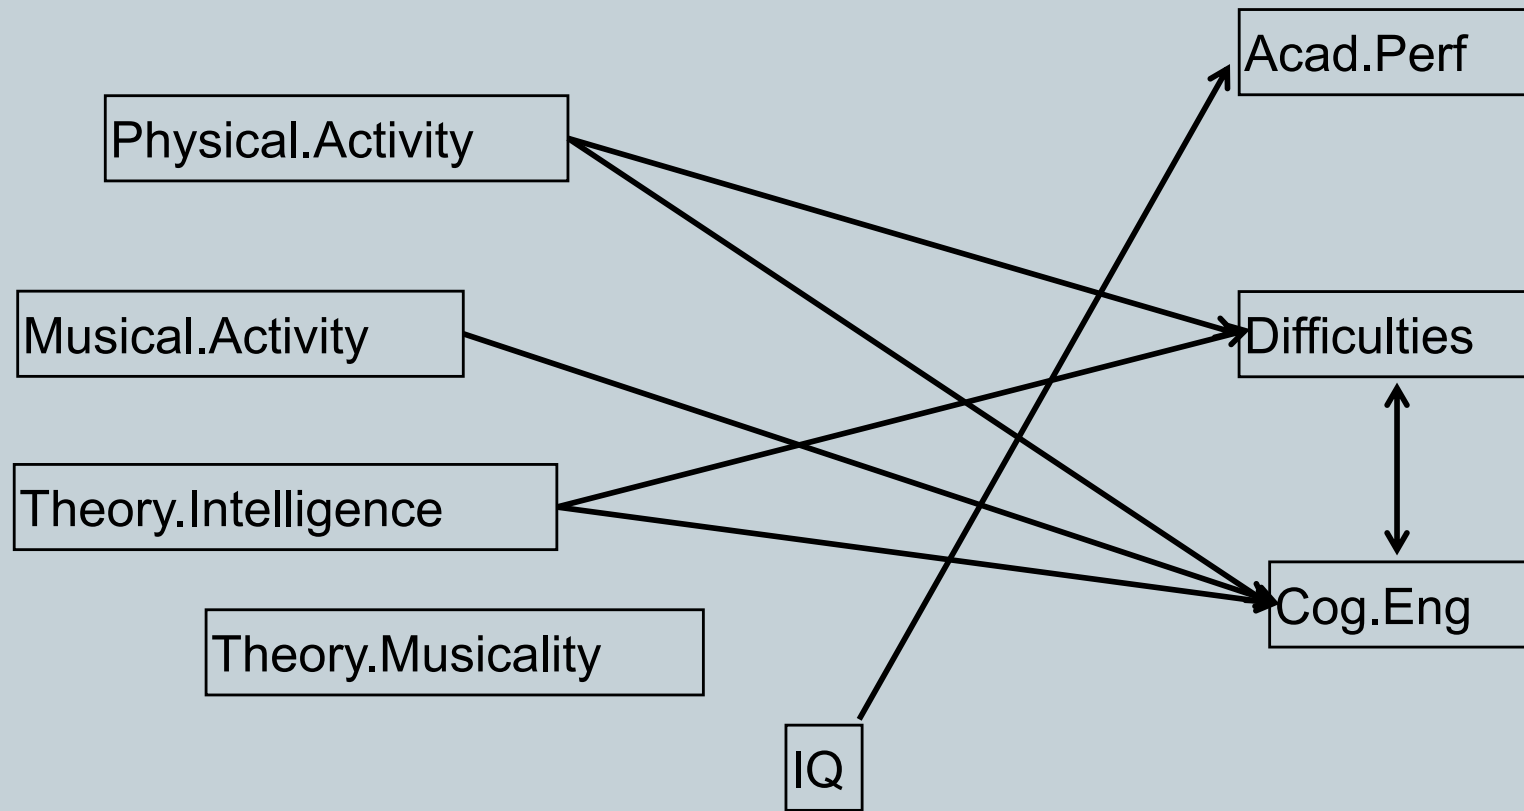 Acad.Perf
Physical.Activity
Musical.Activity
Difficulties
Theory.Intelligence
Cog.Eng
Theory.Musicality
IQ